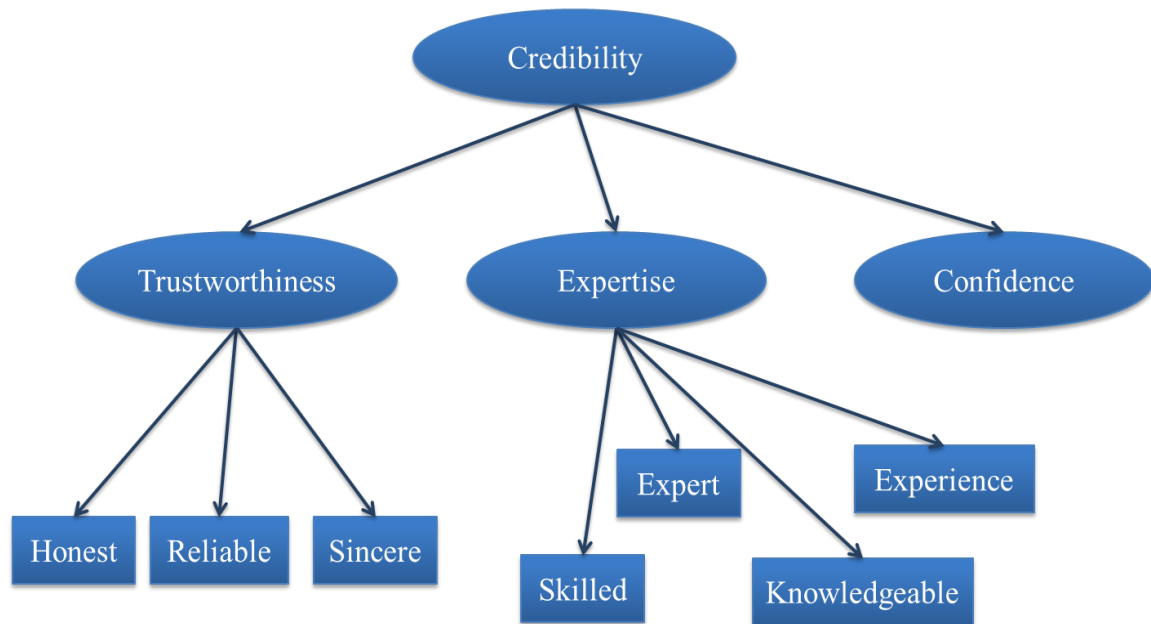 Credibility
Trustworthiness
Expertise
Confidence
Expert
Experience
Honest
Reliable
Sincere
Skilled
Knowledgeable